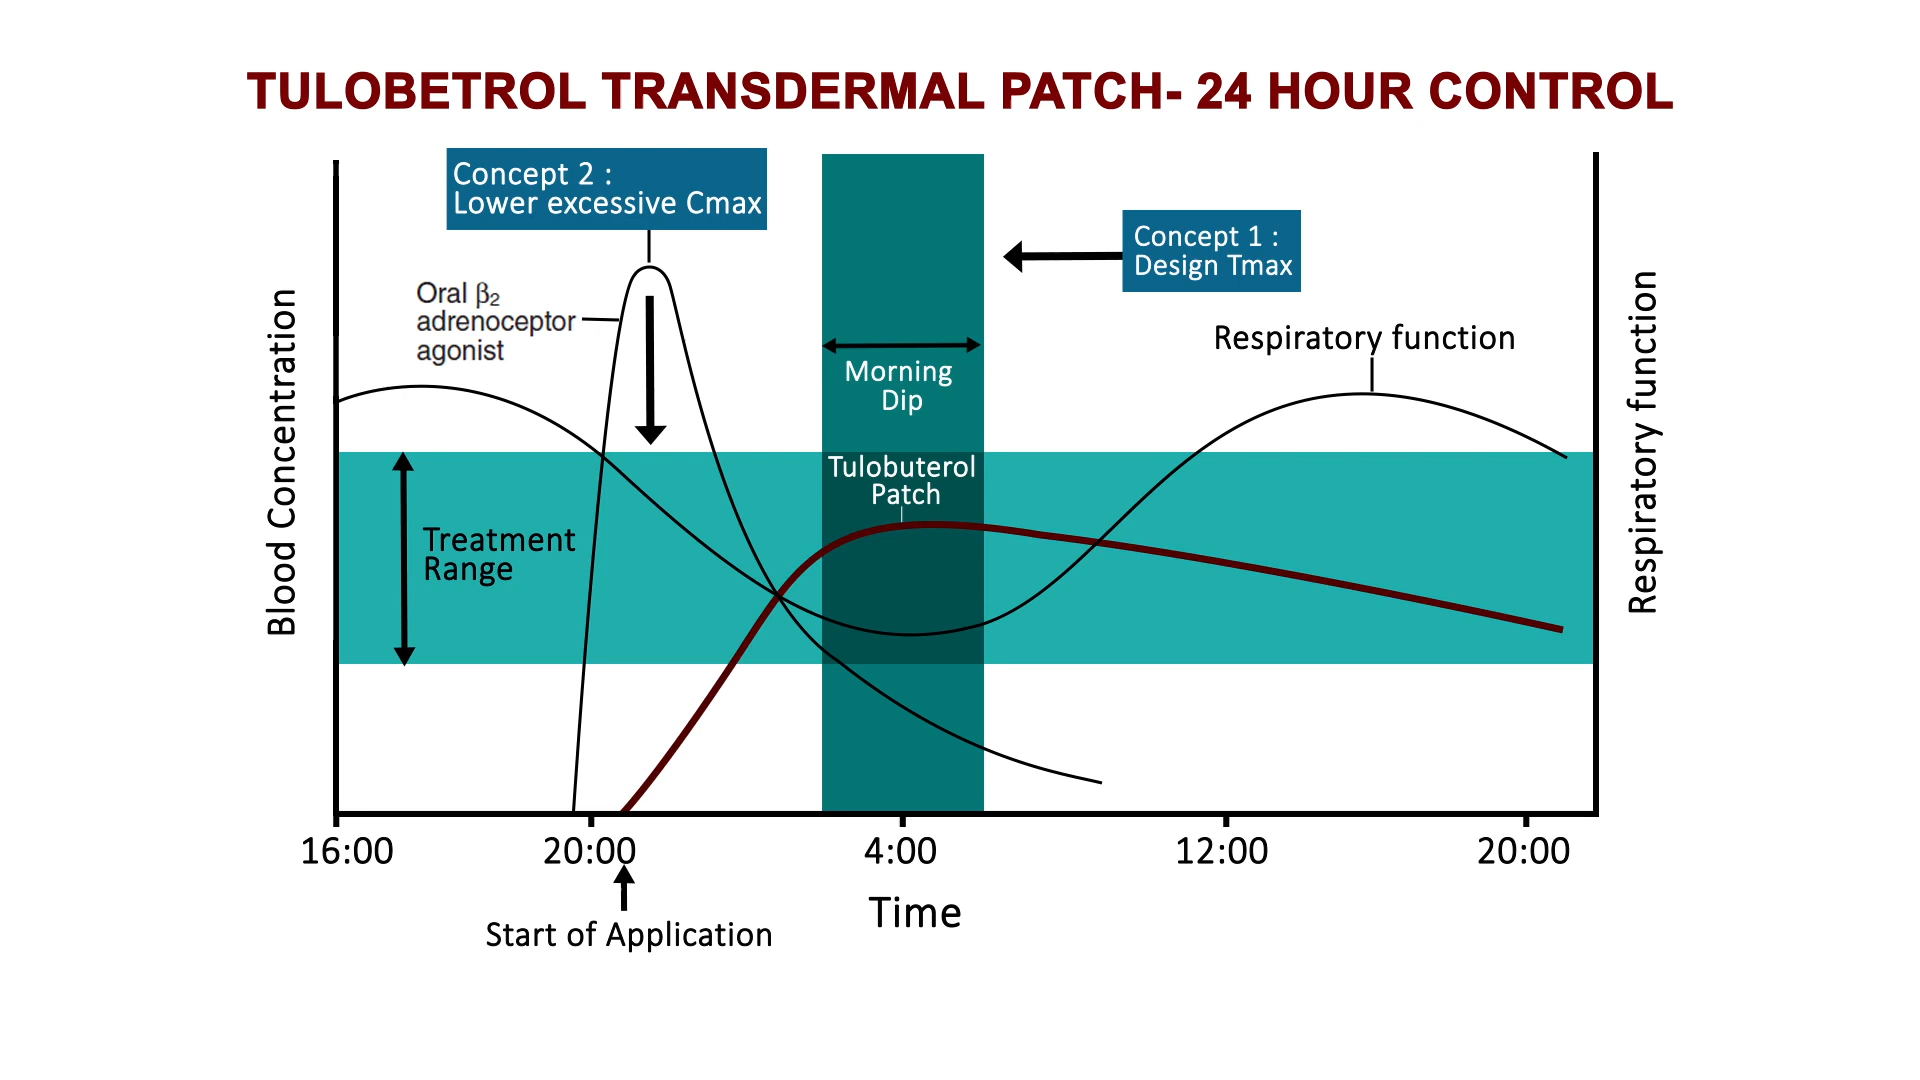 TULOBETROL TRANSDERMAL PATCH- 24 HOUR CONTROL
Concept 2 :
Lower excessive Cmax
Concept 1 :
Design Tmax
Oral β₂
adrenoceptor
agonist
Respiratory function
Morning
Dip
Tulobuterol
Patch
Treatment
Range
Blood Concentration
Respiratory function
16:00
20:00
4:00
12:00
20:00
Time
Start of Application